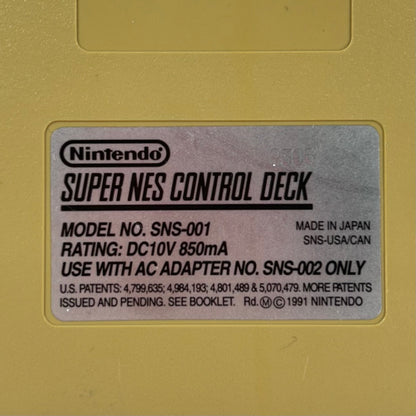 Nintendo
SUPER NES CONTROL DECK
MODEL NO. SNS-001
MADE IN JAPAN
RATING: DC10V 850mA
SNS-USA/CAN
USE WITH AC ADAPTER NO. SNS-002 ONLY
U.S. PATENTS: 4,799,635; 4,984,193; 4,801,489 & 5,070,479. MORE PATENTS
ISSUED AND PENDING. SEE BOOKLET. Rd. Ⓜ © 1991 NINTENDO